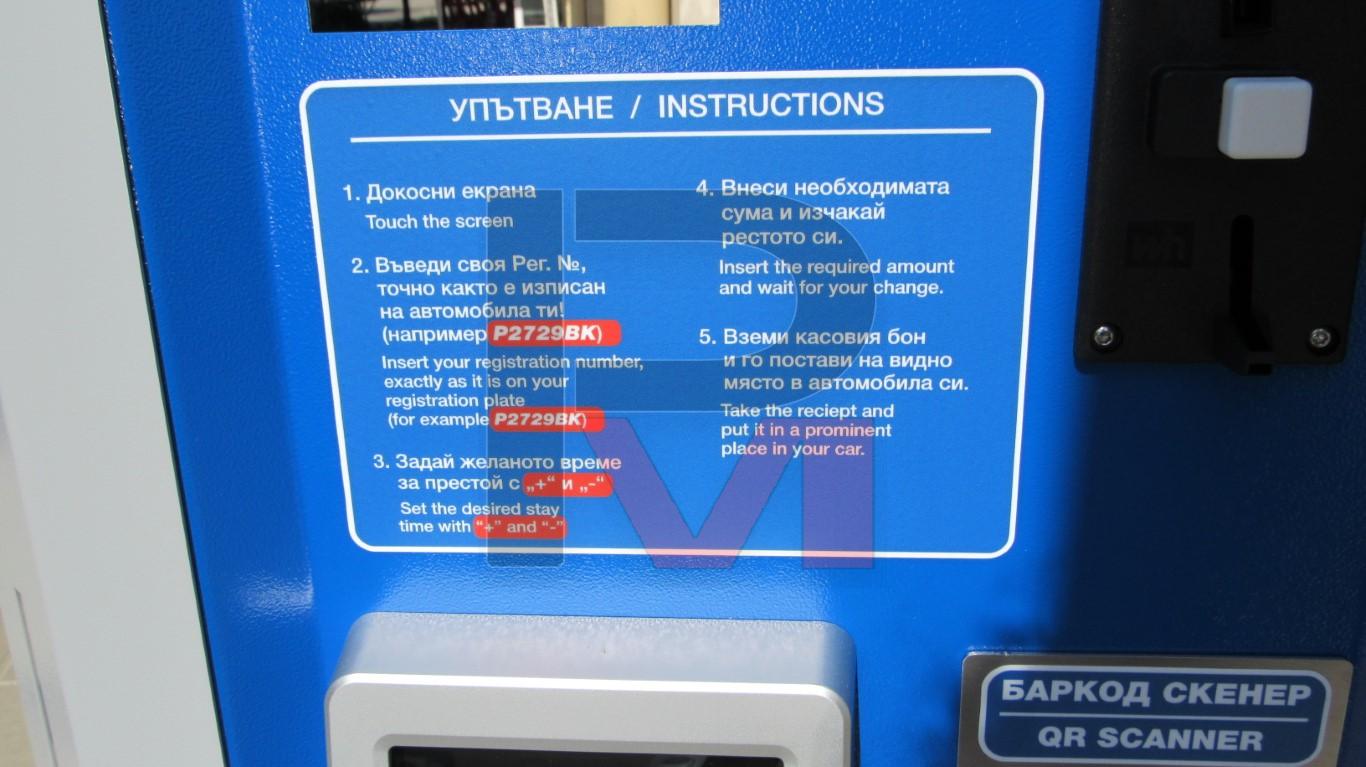 УПЪТВАНЕ / INSTRUCTIONS
1. Докосни екрана
Touch the screen
2. Въведи своя Рег. №,
точно както е изписан
на автомобила ти!
(например P2729BK)
Insert your registration number,
exactly as it is on your
registration plate
(for example P2729BK)
3. Задай желаното време
за престой с „+“ и „-“
Set the desired stay
time with “+” and “-”
4. Внеси необходимата
сума и изчакай
рестото си.
Insert the required amount
and wait for your change.
5. Вземи касовия бон
и го постави на видно
място в автомобила си.
Take the reciept and
put it in a prominent
place in your car.
PM
БАРКОД СКЕНЕР
QR SCANNER